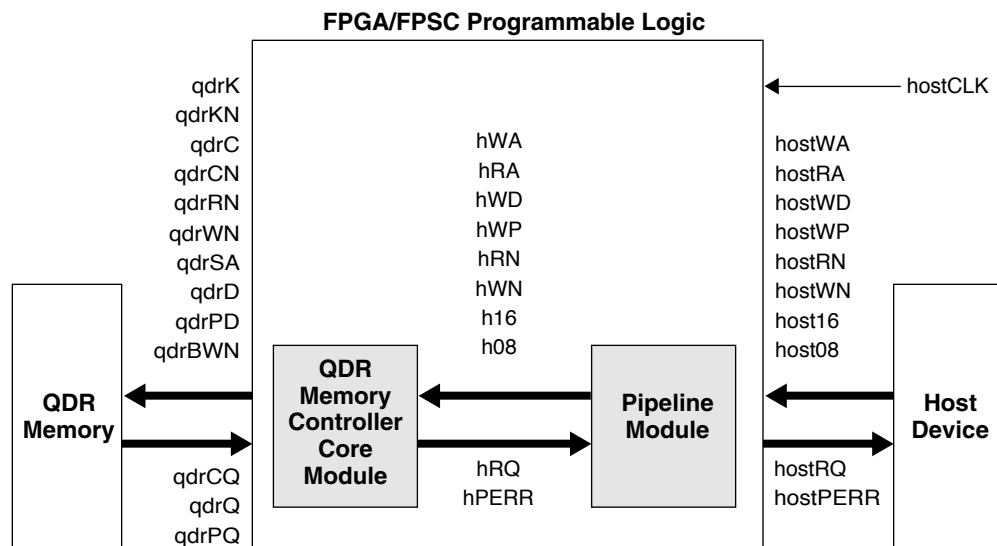 FPGA/FPSC Programmable Logic
qdrK
qdrKN
qdrC
qdrCN
qdrRN
qdrWN
qdrSA
qdrD
qdrPD
qdrBWN
hWA
hRA
hWD
hWP
hRN
hWN
h16
h08
hostCLK
hostWA
hostRA
hostWD
hostWP
hostRN
hostWN
host16
host08
QDR
Memory
QDR
Memory
Controller
Core
Module
Pipeline
Module
Host
Device
qdrCQ
qdrQ
qdrPQ
hRQ
hPERR
hostRQ
hostPERR